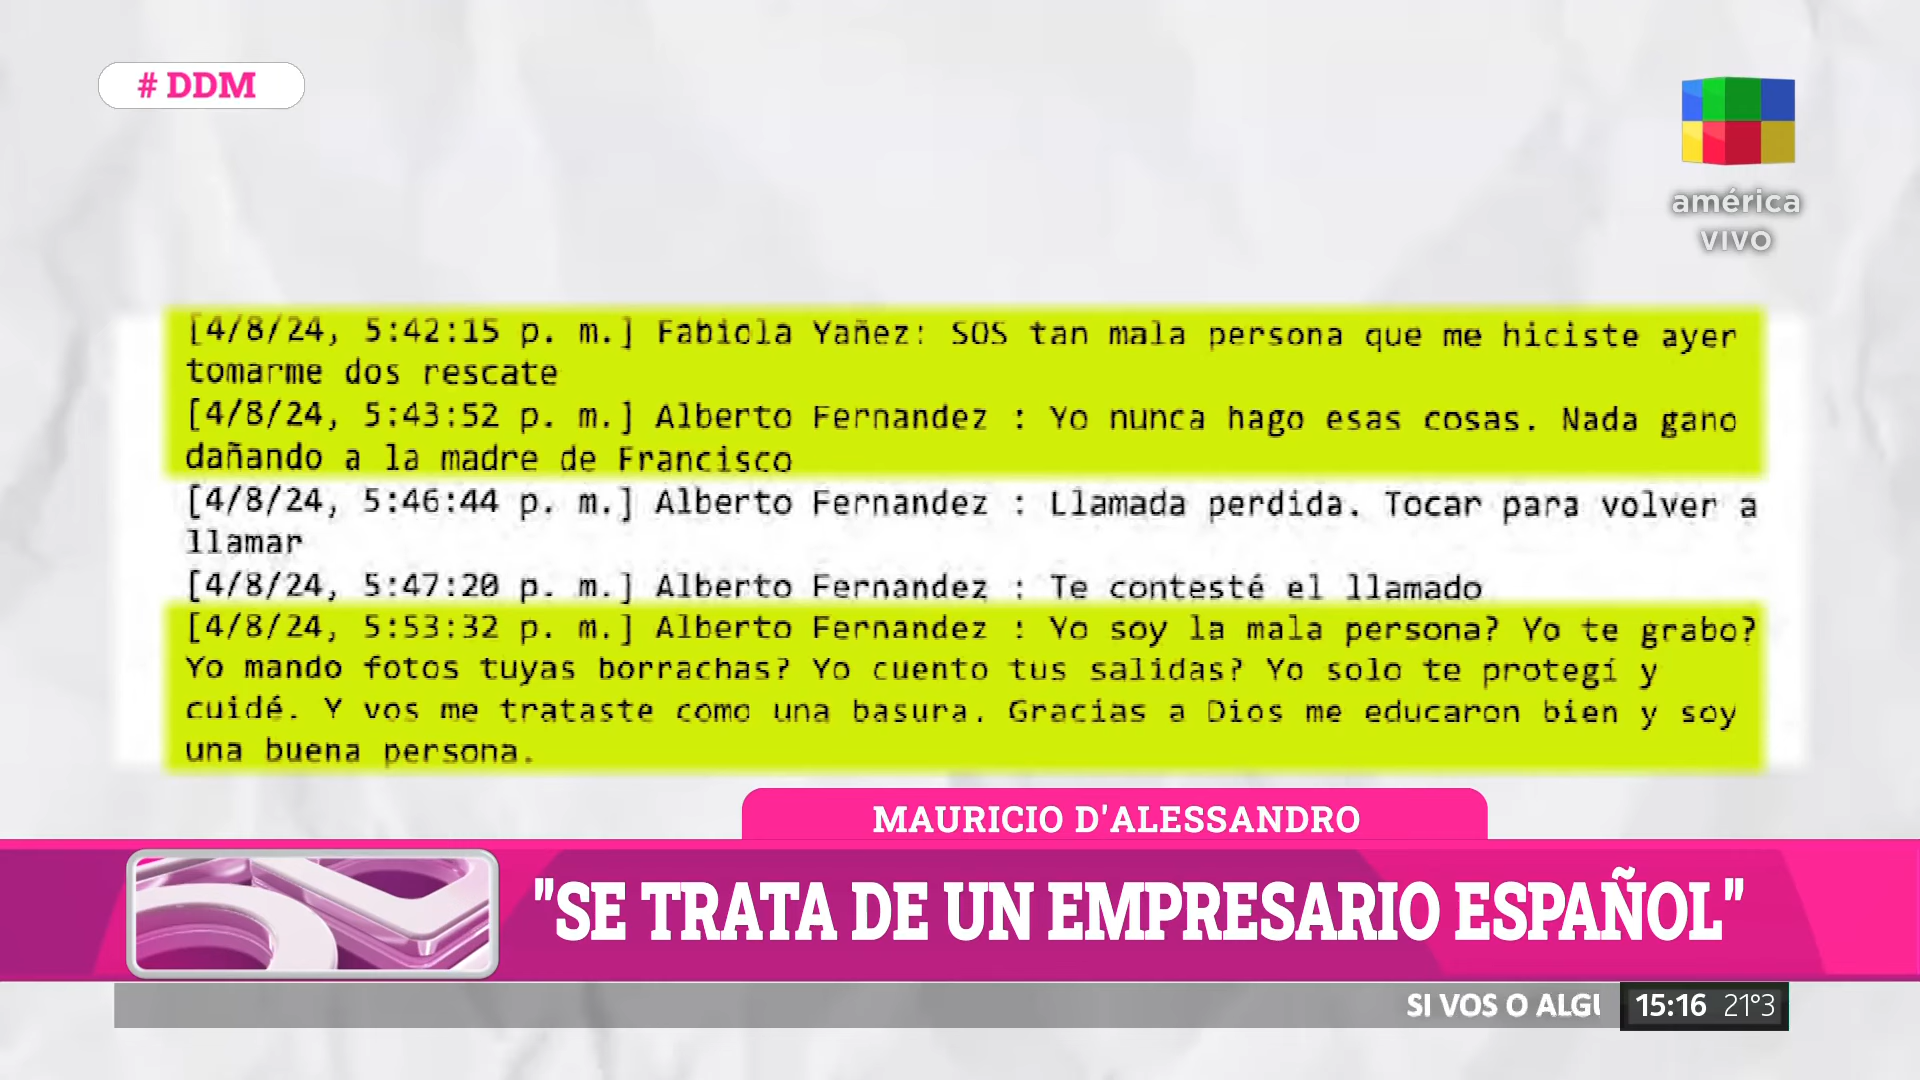 # DDM
américa
VIVO
[4/8/24, 5:42:15 p. m.] Fabiola Yañez: SOS tan mala persona que me hiciste ayer
tomarme dos rescate
[4/8/24, 5:43:52 p. m.] Alberto Fernandez : Yo nunca hago esas cosas. Nada gano
dañando a la madre de Francisco
[4/8/24, 5:46:44 p. m.] Alberto Fernandez : Llamada perdida. Tocar para volver a
llamar
[4/8/24, 5:47:20 p. m.] Alberto Fernandez : Te contesté el llamado
[4/8/24, 5:53:32 p. m.] Alberto Fernandez : Yo soy la mala persona? Yo te grabo?
Yo mando fotos tuyas borrachas? Yo cuento tus salidas? Yo solo te protegí y
cuidé. Y vos me trataste como una basura. Gracias a Dios me educaron bien y soy
una buena persona.
MAURICIO D'ALESSANDRO
"SE TRATA DE UN EMPRESARIO ESPAÑOL"
SI VOS O ALGU
15:16 21°3